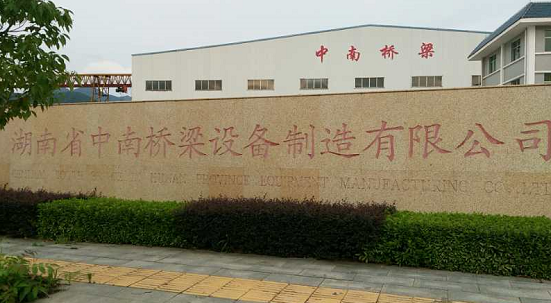 中南桥梁
湖南省中南桥梁设备制造有限公司
HUNAN PROVINCE EQUIPMENT MANUFACTURING CO., LTD